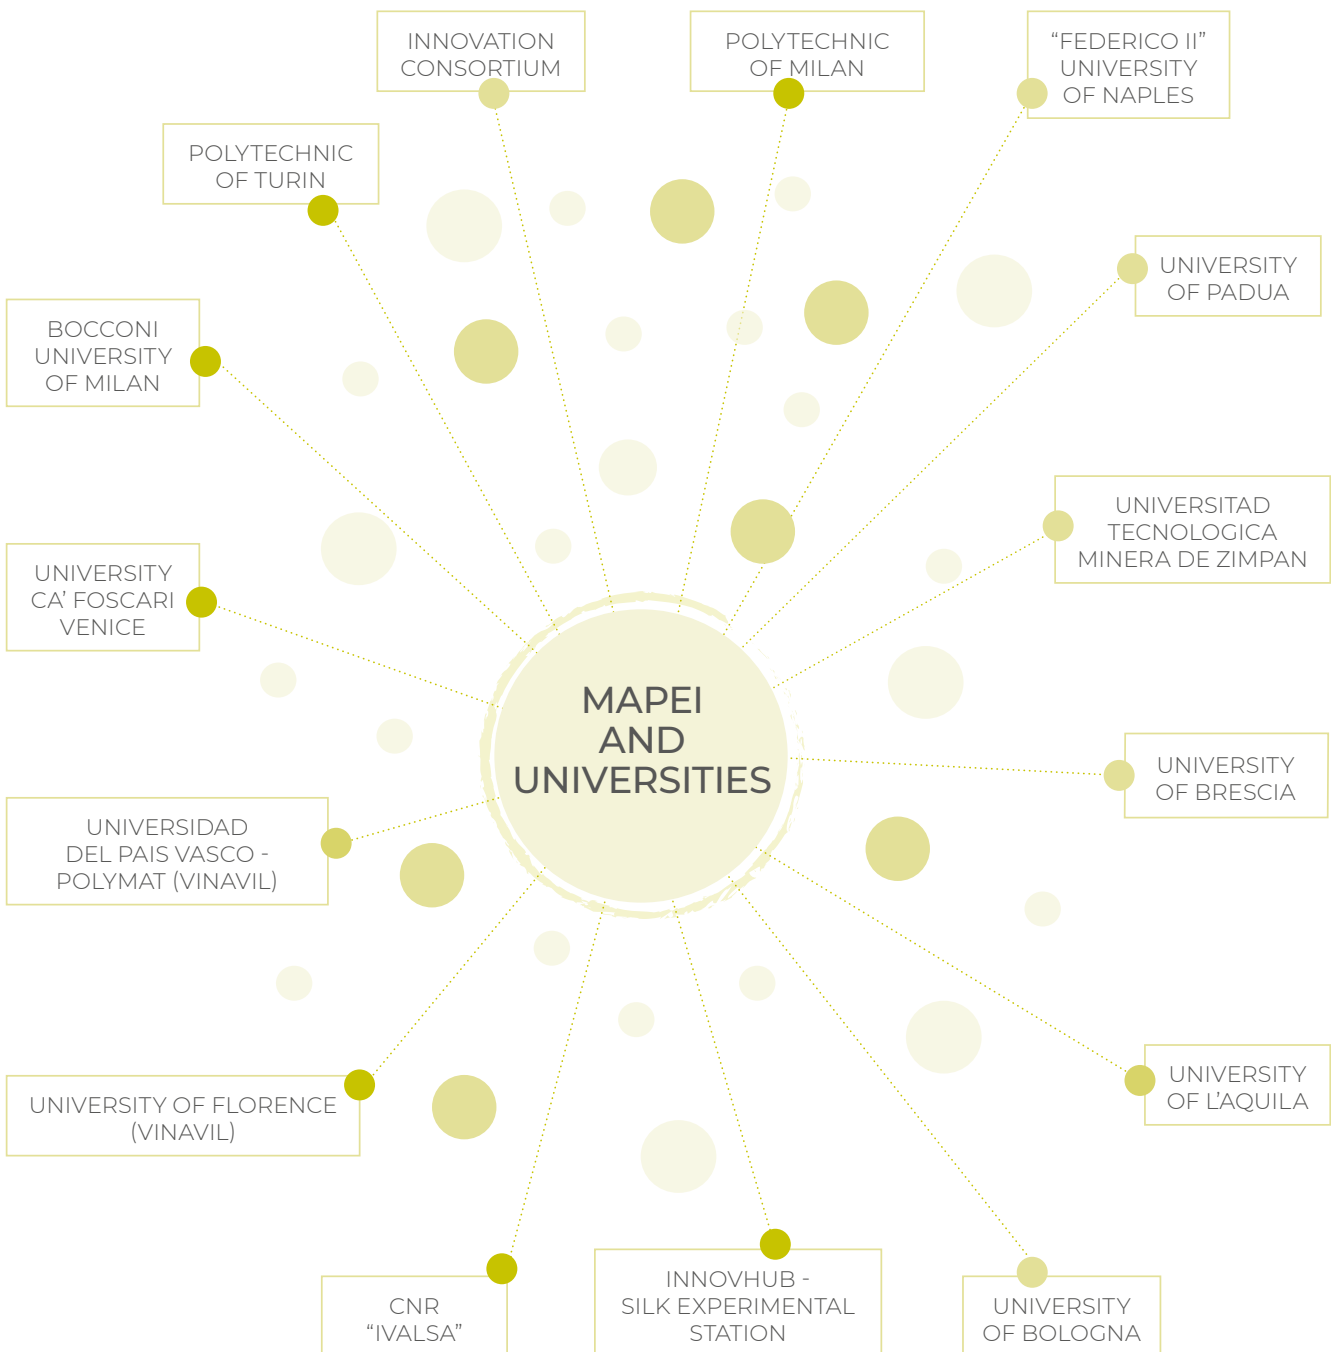 INNOVATION
CONSORTIUM
POLYTECHNIC
OF MILAN
“FEDERICO II”
UNIVERSITY
OF NAPLES
POLYTECHNIC
OF TURIN
UNIVERSITY
OF PADUA
BOCCONI
UNIVERSITY
OF MILAN
UNIVERSITAD
TECNOLOGICA
MINERA DE ZIMPAN
UNIVERSITY
CA’ FOSCARI
VENICE
MAPEI
AND
UNIVERSITIES
UNIVERSITY
OF BRESCIA
UNIVERSIDAD
DEL PAIS VASCO -
POLYMAT (VINAVIL)
UNIVERSITY
OF L’AQUILA
UNIVERSITY OF FLORENCE
(VINAVIL)
CNR
“IVALSA”
INNOVHUB -
SILK EXPERIMENTAL
STATION
UNIVERSITY
OF BOLOGNA